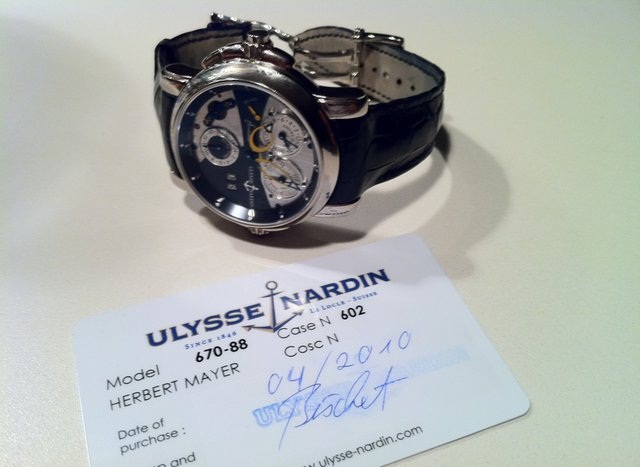 ULYSSE NARDIN
SINCE 1846 LE LOCLE - SUISSE
Model 670-88 Case N 602
HERBERT MAYER Cosc N
04/2010
Date of
purchase :
Bischet
www.ulysse-nardin.com